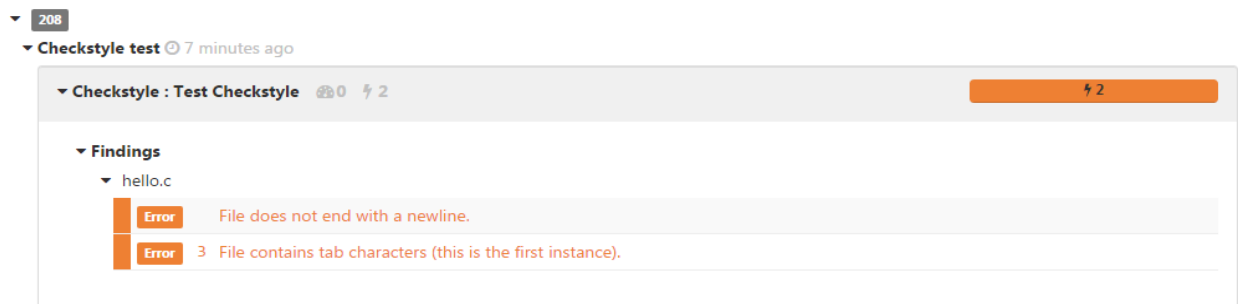 208
Checkstyle test 7 minutes ago
Checkstyle : Test Checkstyle 0 2 2
Findings
hello.c
Error File does not end with a newline.
Error 3 File contains tab characters (this is the first instance).